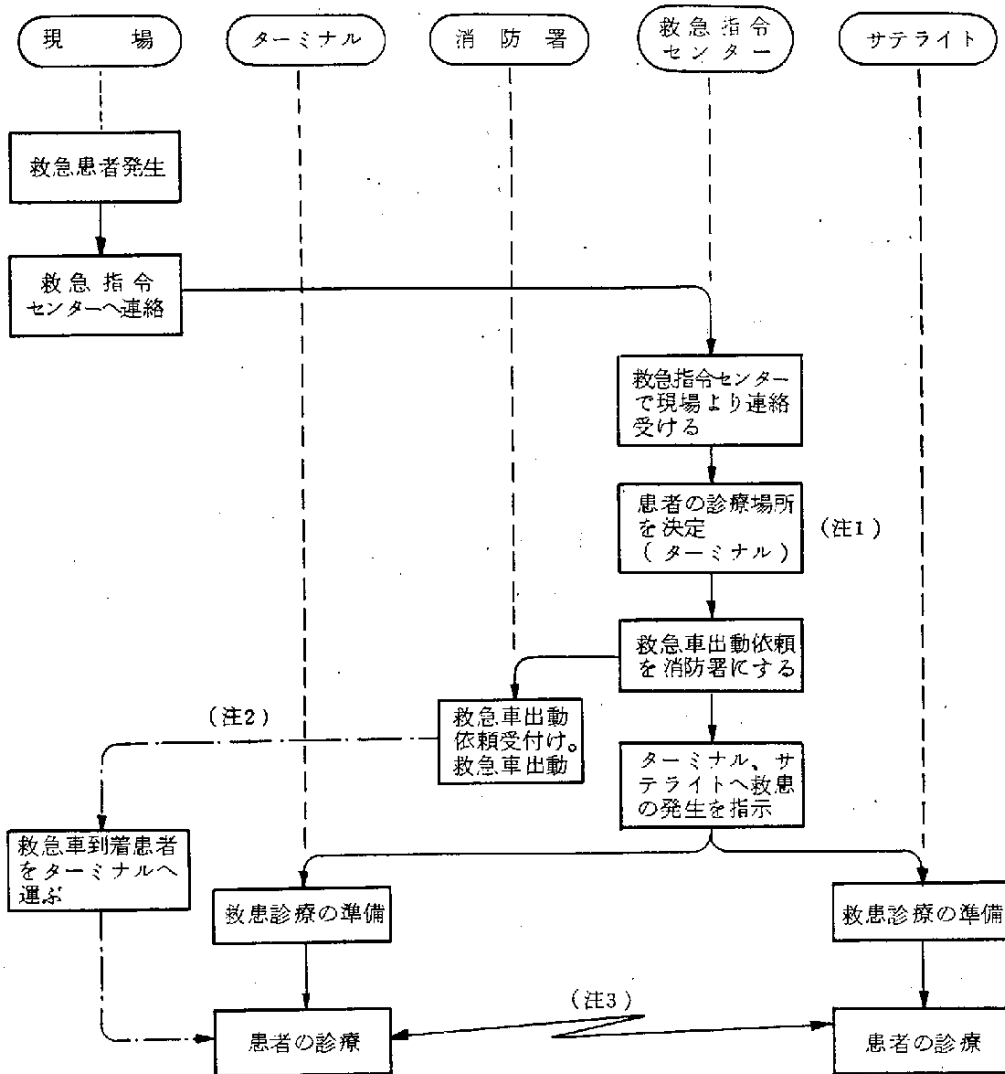 現 場
ターミナル
消 防 署
救 急 指 令
セ ン タ ー
サテライト
救急患者発生
救 急 指 令
センターへ連絡
救急指令センター
で現場より連絡
受ける
患者の診療場所
を決定
(ターミナル)
(注1)
救急車出動依頼
を消防署にする
(注2)
救急車出動
依頼受付け。
救急車出動
ターミナル、サ
テライトへ救患
の発生を指示
救急車到着患者
をターミナルへ
運ぶ
救患診療の準備
救患診療の準備
(注3)
患者の診療
患者の診療